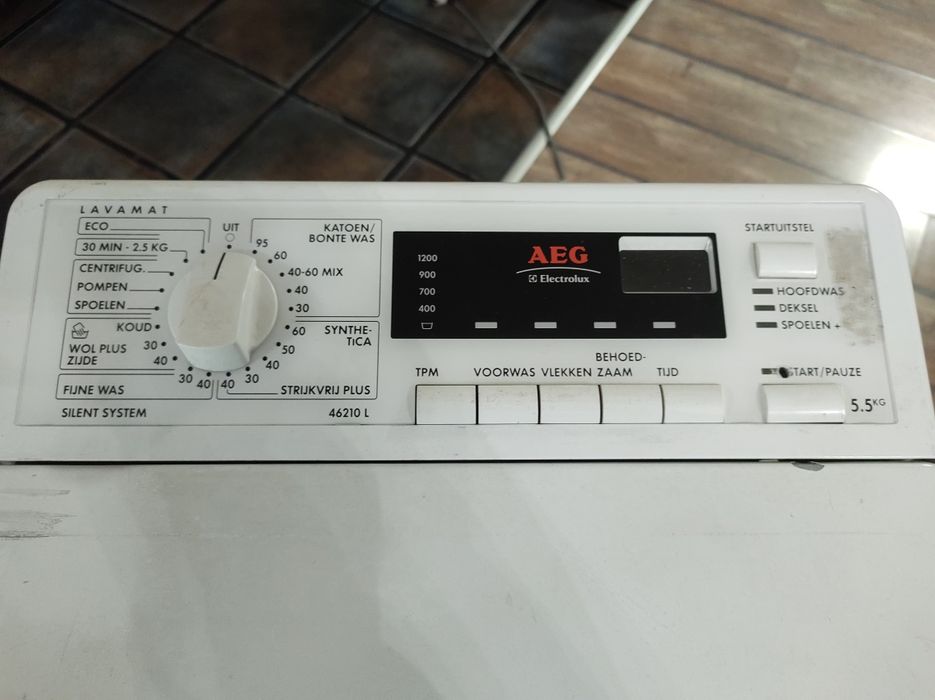 LAVAMAT
ECO
30 MIN - 2.5 KG
CENTRIFUG.
POMPEN
SPOELEN
KOUD
WOL PLUS
ZIJDE
30
40
FIJNE WAS
30
40
SILENT SYSTEM
UIT
KATOEN/
BONTE WAS
95
60
40-60 MIX
40
30
SYNTHE-
TICA
60
50
40
30
40
STRIJKVRIJ PLUS
46210 L
1200
900
700
400
AEG
Electrolux
TPM
VOORWAS
VLEKKEN
BEHOED-
ZAAM
TIJD
STARTUITSTEL
HOOFDWAS
DEKSEL
SPOELEN +
START/PAUZE
5.5 KG